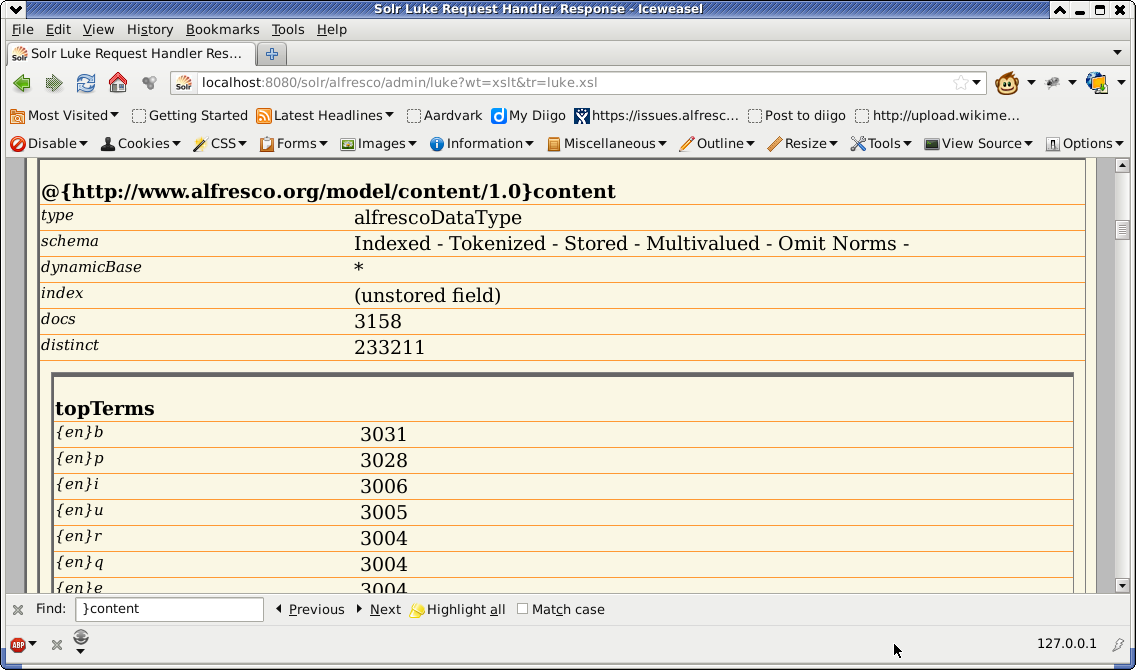 Solr Luke Request Handler Response - Iceweasel
File Edit View History Bookmarks Tools Help
Solr Solr Luke Request Handler Res...
Solr localhost:8080/solr/alfresco/admin/luke?wt=xslt&tr=luke.xsl
Most Visited Getting Started Latest Headlines Aardvark My Diigo https://issues.alfresc... Post to diigo http://upload.wikime...
Disable Cookies CSS Forms Images Information Miscellaneous Outline Resize Tools View Source Options
@{http://www.alfresco.org/model/content/1.0}content
type alfrescoDataType
schema Indexed - Tokenized - Stored - Multivalued - Omit Norms -
dynamicBase *
index (unstored field)
docs 3158
distinct 233211
topTerms
{en}b 3031
{en}p 3028
{en}i 3006
{en}u 3005
{en}r 3004
{en}q 3004
{en}e 3004
Find: }content Previous Next Highlight all Match case
ABP 127.0.0.1